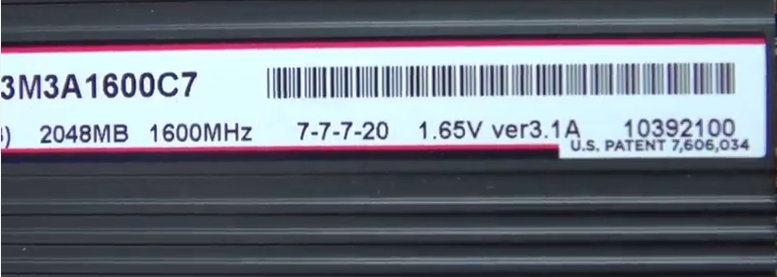 3M3A1600C7
) 2048MB 1600MHz 7-7-7-20 1.65V ver3.1A 10392100
U.S. PATENT 7,606,034